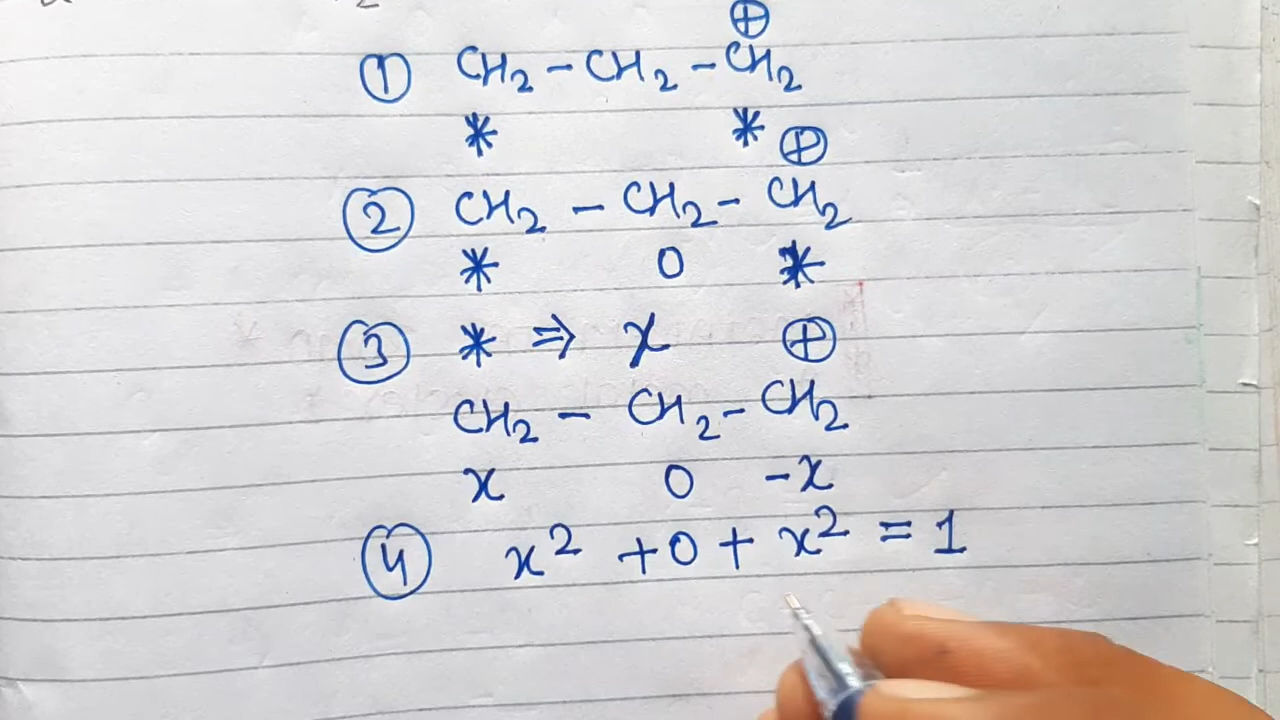 ⊕
① CH₂ - CH₂ - CH₂
* * ⊕
② CH₂ - CH₂ - CH₂
* 0 *
③ * ⇒ x ⊕
CH₂ - CH₂ - CH₂
x 0 -x
④ x² + 0 + x² = 1